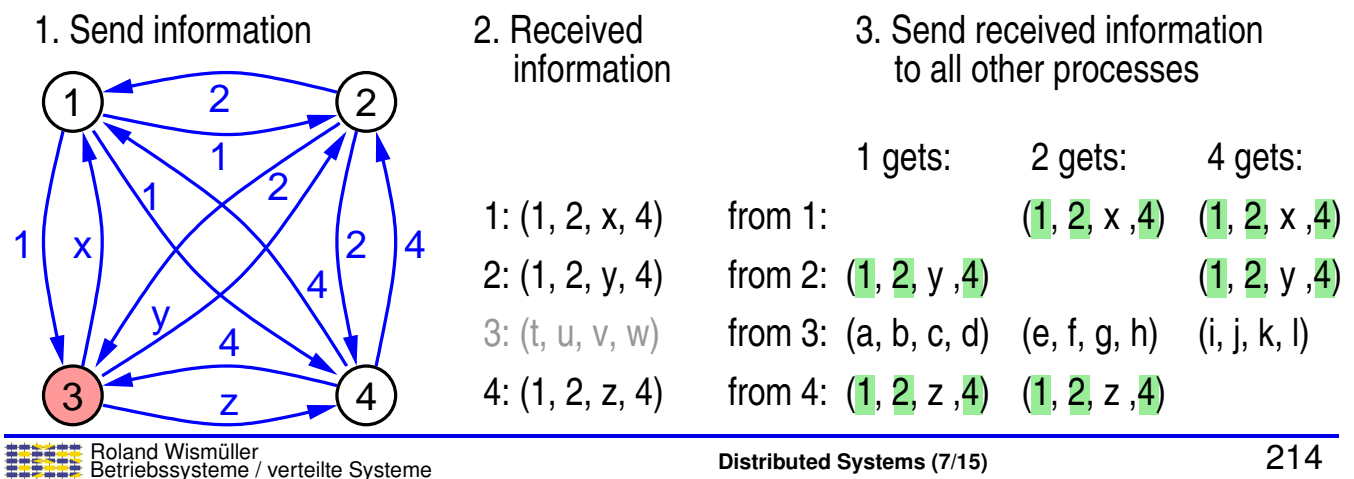 1. Send information
2. Received
information
3. Send received information
to all other processes
1 2
2
1
1
2
1 x
2 4
4
y
4
3 4
z
1 gets: 2 gets: 4 gets:
1: (1, 2, x, 4) from 1: (1, 2, x ,4) (1, 2, x ,4)
2: (1, 2, y, 4) from 2: (1, 2, y ,4) (1, 2, y ,4)
3: (t, u, v, w) from 3: (a, b, c, d) (e, f, g, h) (i, j, k, l)
4: (1, 2, z, 4) from 4: (1, 2, z ,4) (1, 2, z ,4)
Roland Wismüller
Betriebssysteme / verteilte Systeme
Distributed Systems (7/15)
214